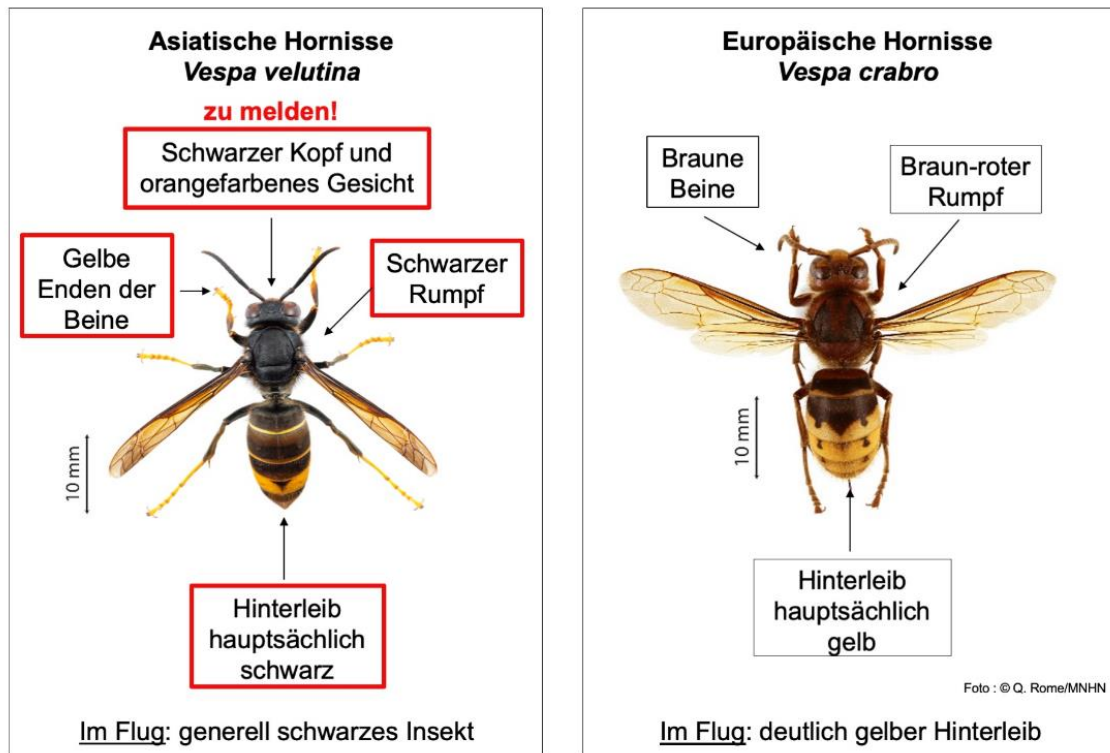 Asiatische Hornisse
Vespa velutina
zu melden!
Schwarzer Kopf und
orangefarbenes Gesicht
Gelbe
Enden der
Beine
Schwarzer
Rumpf
10 mm
Hinterleib
hauptsächlich
schwarz
Im Flug: generell schwarzes Insekt
Europäische Hornisse
Vespa crabro
Braune
Beine
Braun-roter
Rumpf
10 mm
Hinterleib
hauptsächlich
gelb
Foto : © Q. Rome/MNHN
Im Flug: deutlich gelber Hinterleib